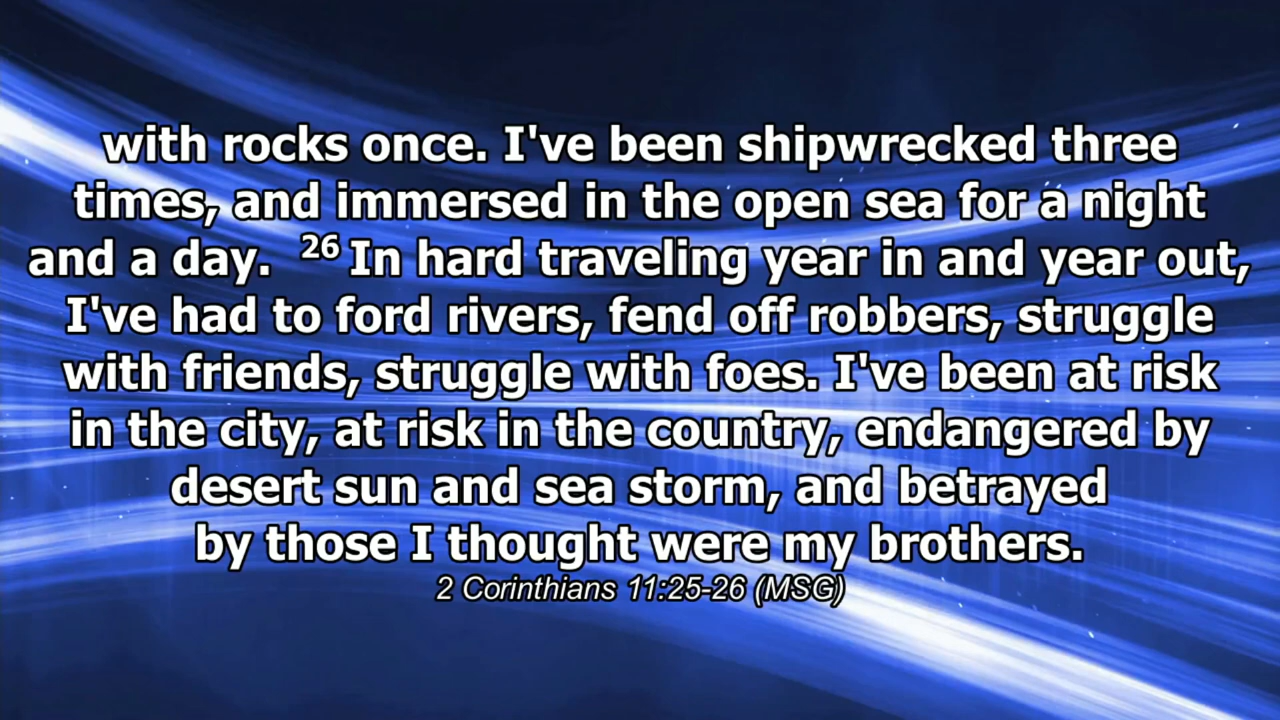 with rocks once. I've been shipwrecked three
times, and immersed in the open sea for a night
and a day. 26 In hard traveling year in and year out,
I've had to ford rivers, fend off robbers, struggle
with friends, struggle with foes. I've been at risk
in the city, at risk in the country, endangered by
desert sun and sea storm, and betrayed
by those I thought were my brothers.
2 Corinthians 11:25-26 (MSG)